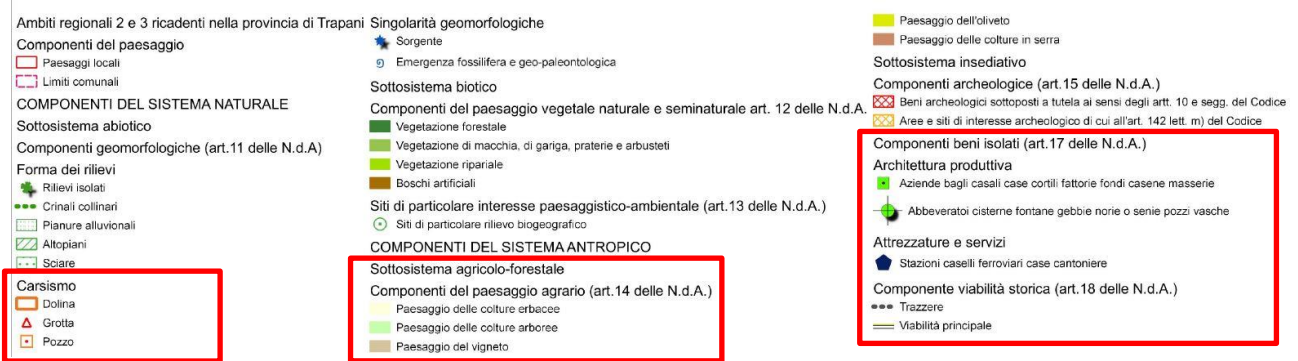 Ambiti regionali 2 e 3 ricadenti nella provincia di Trapani
Componenti del paesaggio
Paesaggi locali
Limiti comunali
COMPONENTI DEL SISTEMA NATURALE
Sottosistema abiotico
Componenti geomorfologiche (art.11 delle N.d.A)
Forma dei rilievi
Rilievi isolati
Crinali collinari
Pianure alluvionali
Altopiani
Sciare
Carsismo
Dolina
Grotta
Pozzo
Singolarità geomorfologiche
Sorgente
Emergenza fossilifera e geo-paleontologica
Sottosistema biotico
Componenti del paesaggio vegetale naturale e seminaturale art. 12 delle N.d.A.
Vegetazione forestale
Vegetazione di macchia, di gariga, praterie e arbusteti
Vegetazione ripariale
Boschi artificiali
Siti di particolare interesse paesaggistico-ambientale (art.13 delle N.d.A.)
Siti di particolare rilievo biogeografico
COMPONENTI DEL SISTEMA ANTROPICO
Sottosistema agricolo-forestale
Componenti del paesaggio agrario (art.14 delle N.d.A.)
Paesaggio delle colture erbacee
Paesaggio delle colture arboree
Paesaggio del vigneto
Paesaggio dell'oliveto
Paesaggio delle colture in serra
Sottosistema insediativo
Componenti archeologiche (art.15 delle N.d.A.)
Beni archeologici sottoposti a tutela ai sensi degli artt. 10 e segg. del Codice
Aree e siti di interesse archeologico di cui all'art. 142 lett. m) del Codice
Componenti beni isolati (art.17 delle N.d.A.)
Architettura produttiva
Aziende bagli casali case cortili fattorie fondi casene masserie
Abbeveratoi cisterne fontane gebbie norie o senie pozzi vasche
Attrezzature e servizi
Stazioni caselli ferroviari case cantoniere
Componente viabilità storica (art.18 delle N.d.A.)
Trazzere
Viabilità principale